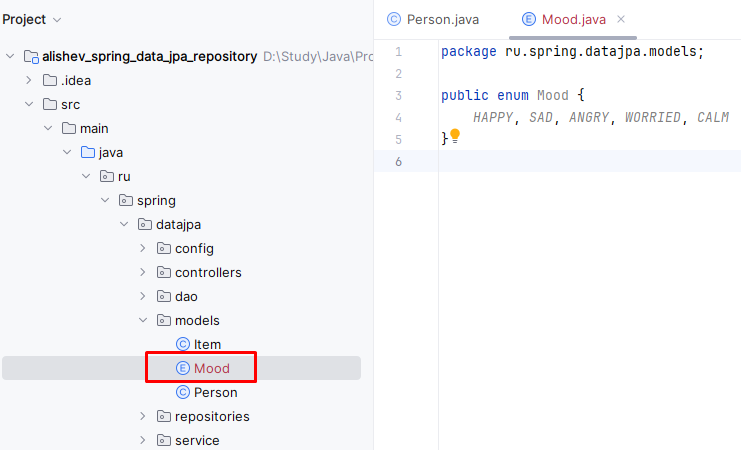 Project
alishev_spring_data_jpa_repository D:\Study\Java\Pro
.idea
src
main
java
ru
spring
datajpa
config
controllers
dao
models
Item
Mood
Person
repositories
service
Person.java
Mood.java
1 package ru.spring.datajpa.models;
2
3 public enum Mood {
4 HAPPY, SAD, ANGRY, WORRIED, CALM
5 }
6